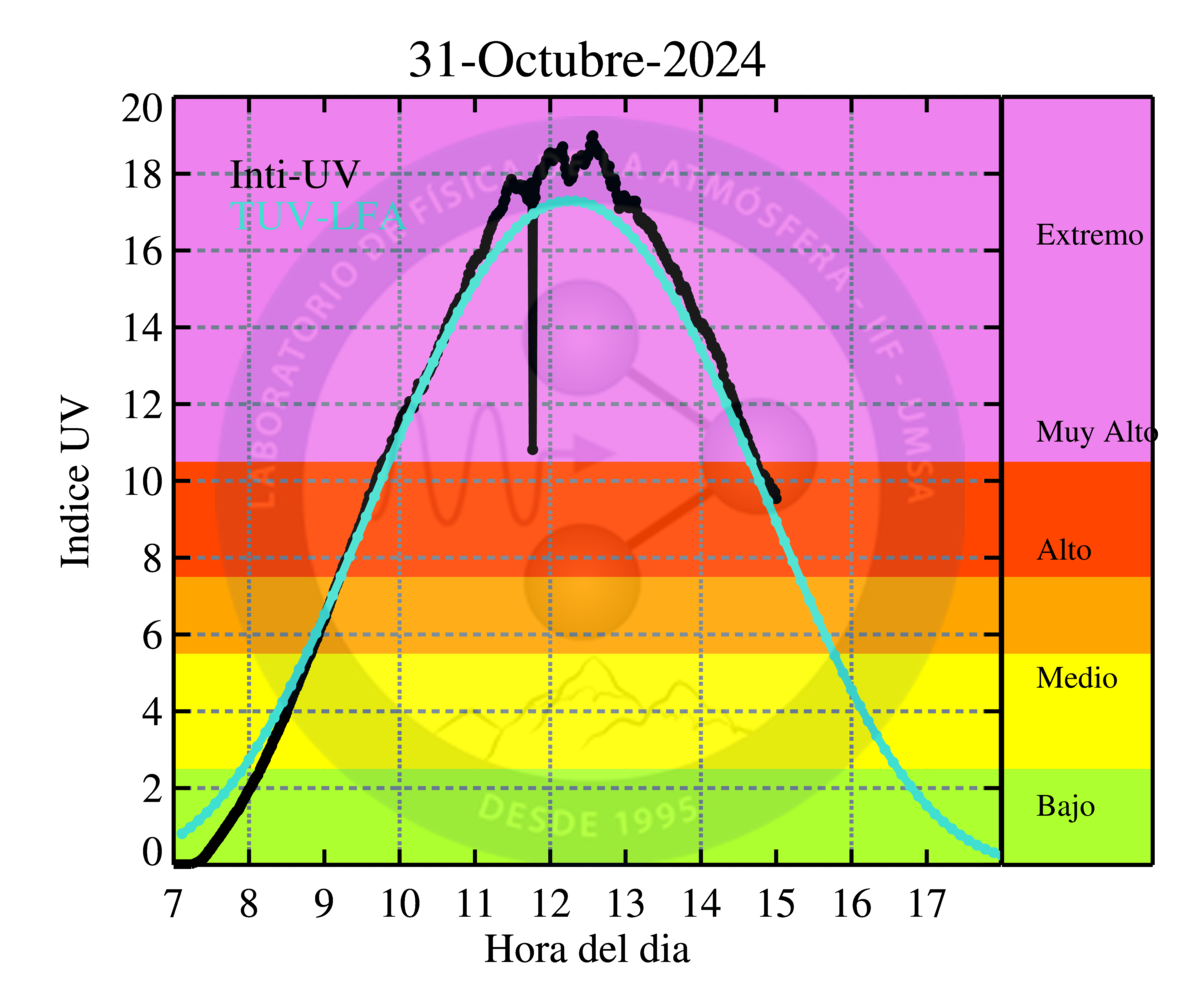 31-Octubre-2024
20
18
16
14
12
10
8
6
4
2
0
Indice UV
Inti-UV
TUV-LFA
LABORATORIO DE FÍSICA DE LA ATMÓSFERA - IIF - UMSA
DESDE 1995
Extremo
Muy Alto
Alto
Medio
Bajo
7 8 9 10 11 12 13 14 15 16 17
Hora del dia